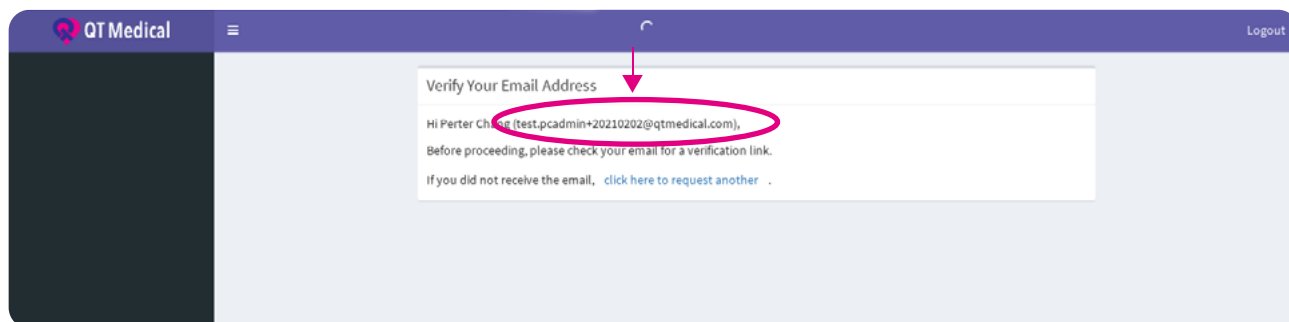 QT Medical
Logout
Verify Your Email Address
Hi Perter Chang (test.pcadmin+20210202@qtmedical.com),
Before proceeding, please check your email for a verification link.
If you did not receive the email, click here to request another .